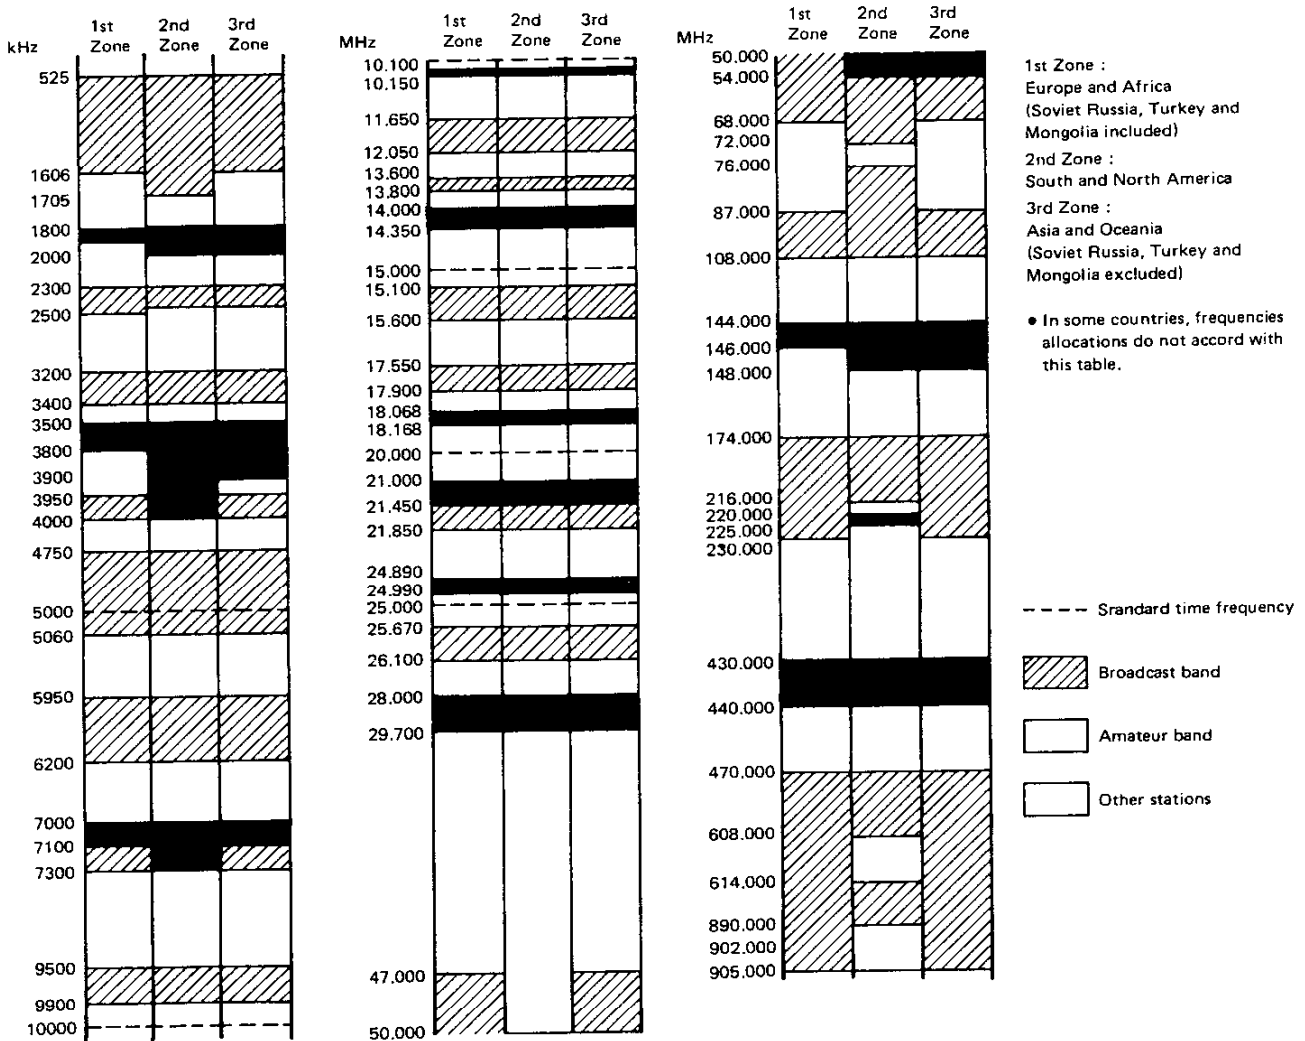 kHz
1st Zone
2nd Zone
3rd Zone
525
1606
1705
1800
2000
2300
2500
3200
3400
3500
3800
3900
3950
4000
4750
5000
5060
5950
6200
7000
7100
7300
9500
9900
10000
MHz
1st Zone
2nd Zone
3rd Zone
10.100
10.150
11.650
12.050
13.600
13.800
14.000
14.350
15.000
15.100
15.600
17.550
17.900
18.068
18.168
20.000
21.000
21.450
21.850
24.890
24.990
25.000
25.670
26.100
28.000
29.700
47.000
50.000
MHz
1st Zone
2nd Zone
3rd Zone
50.000
54.000
68.000
72.000
76.000
87.000
108.000
144.000
146.000
148.000
174.000
216.000
220.000
225.000
230.000
430.000
440.000
470.000
608.000
614.000
890.000
902.000
905.000
1st Zone :
Europe and Africa
(Soviet Russia, Turkey and
Mongolia included)
2nd Zone :
South and North America
3rd Zone :
Asia and Oceania
(Soviet Russia, Turkey and
Mongolia excluded)
• In some countries, frequencies
allocations do not accord with
this table.
Srandard time frequency
Broadcast band
Amateur band
Other stations